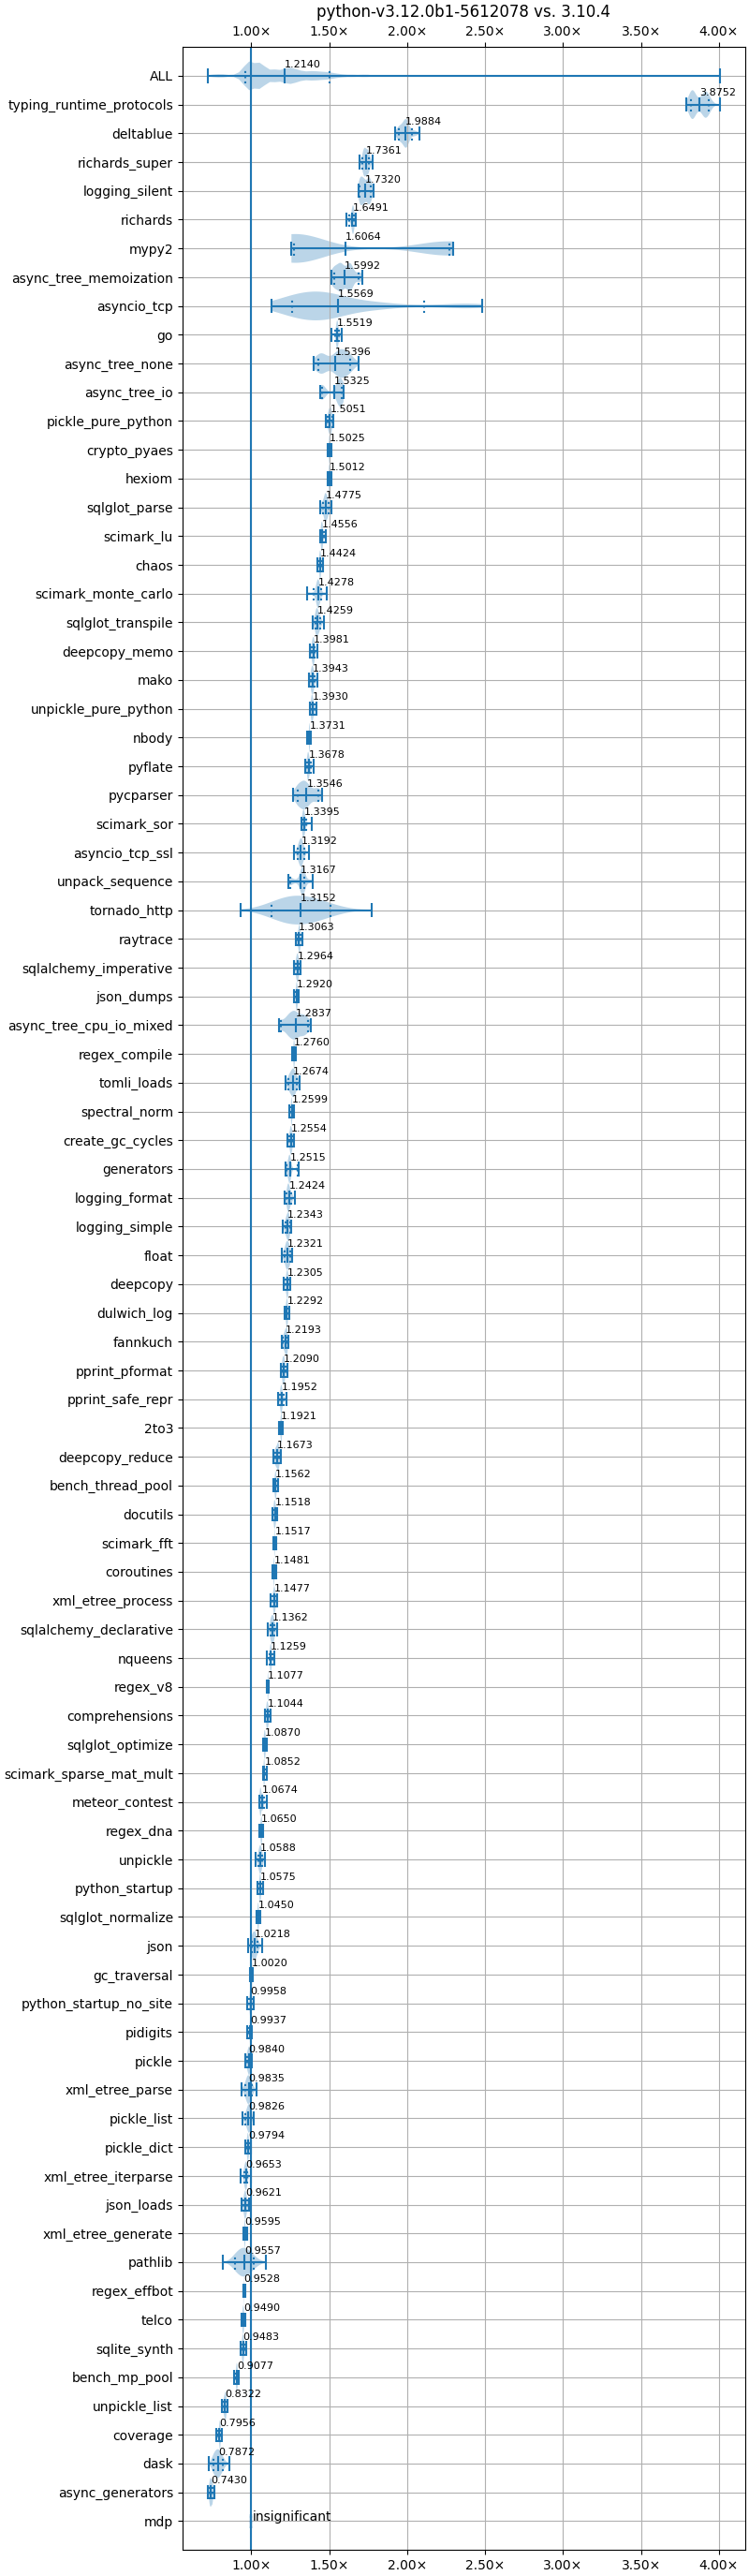 python-v3.12.0b1-5612078 vs. 3.10.4
1.00× 1.50× 2.00× 2.50× 3.00× 3.50× 4.00×
ALL 1.2140
typing_runtime_protocols 3.8752
deltablue 1.9884
richards_super 1.7361
logging_silent 1.7320
richards 1.6491
mypy2 1.6064
async_tree_memoization 1.5992
asyncio_tcp 1.5569
go 1.5519
async_tree_none 1.5396
async_tree_io 1.5325
pickle_pure_python 1.5051
crypto_pyaes 1.5025
hexiom 1.5012
sqlglot_parse 1.4775
scimark_lu 1.4556
chaos 1.4424
scimark_monte_carlo 1.4278
sqlglot_transpile 1.4259
deepcopy_memo 1.3981
mako 1.3943
unpickle_pure_python 1.3930
nbody 1.3731
pyflate 1.3678
pycparser 1.3546
scimark_sor 1.3395
asyncio_tcp_ssl 1.3192
unpack_sequence 1.3167
tornado_http 1.3152
raytrace 1.3063
sqlalchemy_imperative 1.2964
json_dumps 1.2920
async_tree_cpu_io_mixed 1.2837
regex_compile 1.2760
tomli_loads 1.2674
spectral_norm 1.2599
create_gc_cycles 1.2554
generators 1.2515
logging_format 1.2424
logging_simple 1.2343
float 1.2321
deepcopy 1.2305
dulwich_log 1.2292
fannkuch 1.2193
pprint_pformat 1.2090
pprint_safe_repr 1.1952
2to3 1.1921
deepcopy_reduce 1.1673
bench_thread_pool 1.1562
docutils 1.1518
scimark_fft 1.1517
coroutines 1.1481
xml_etree_process 1.1477
sqlalchemy_declarative 1.1362
nqueens 1.1259
regex_v8 1.1077
comprehensions 1.1044
sqlglot_optimize 1.0870
scimark_sparse_mat_mult 1.0852
meteor_contest 1.0674
regex_dna 1.0650
unpickle 1.0588
python_startup 1.0575
sqlglot_normalize 1.0450
json 1.0218
gc_traversal 1.0020
python_startup_no_site 0.9958
pidigits 0.9937
pickle 0.9840
xml_etree_parse 0.9835
pickle_list 0.9826
pickle_dict 0.9794
xml_etree_iterparse 0.9653
json_loads 0.9621
xml_etree_generate 0.9595
pathlib 0.9557
regex_effbot 0.9528
telco 0.9490
sqlite_synth 0.9483
bench_mp_pool 0.9077
unpickle_list 0.8322
coverage 0.7956
dask 0.7872
async_generators 0.7430
mdp insignificant
1.00× 1.50× 2.00× 2.50× 3.00× 3.50× 4.00×